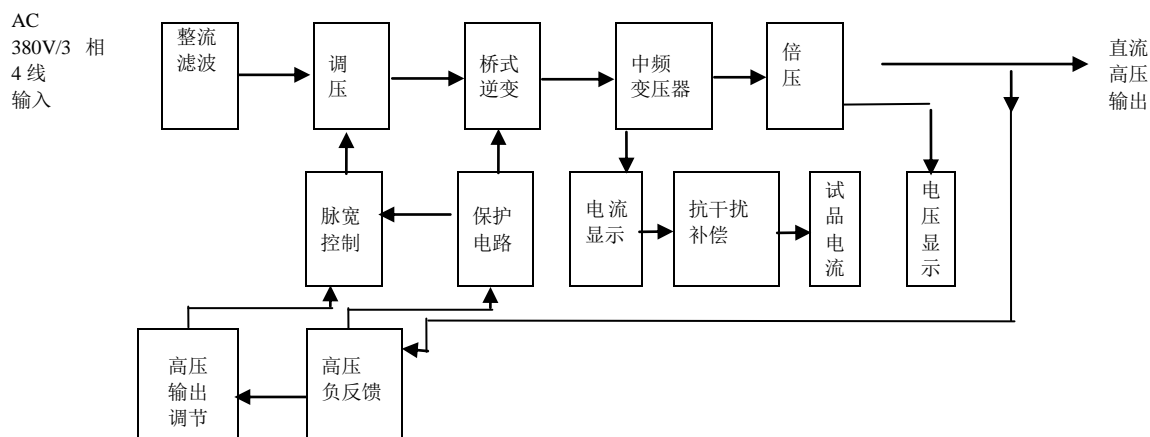 AC
380V/3 相
4 线
输入
整流
滤波
调
压
桥式
逆变
中频
变压器
倍
压
直流
高压
输出
脉宽
控制
保护
电路
电流
显示
抗干扰
补偿
试
品
电
流
电
压
显
示
高压
输出
调节
高压
负反馈